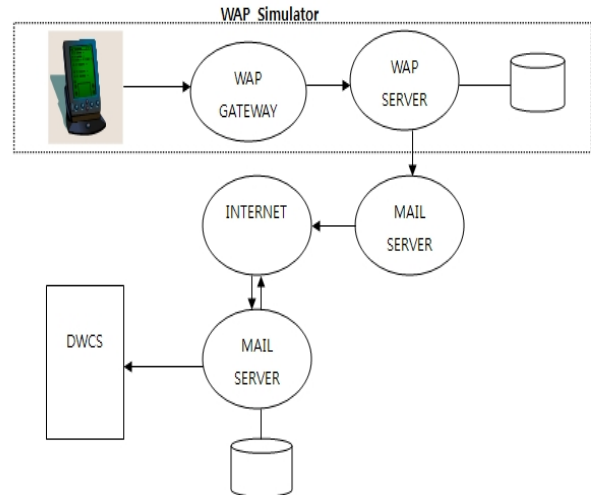 WAP Simulator
WAP
GATEWAY
WAP
SERVER
INTERNET
MAIL
SERVER
DWCS
MAIL
SERVER